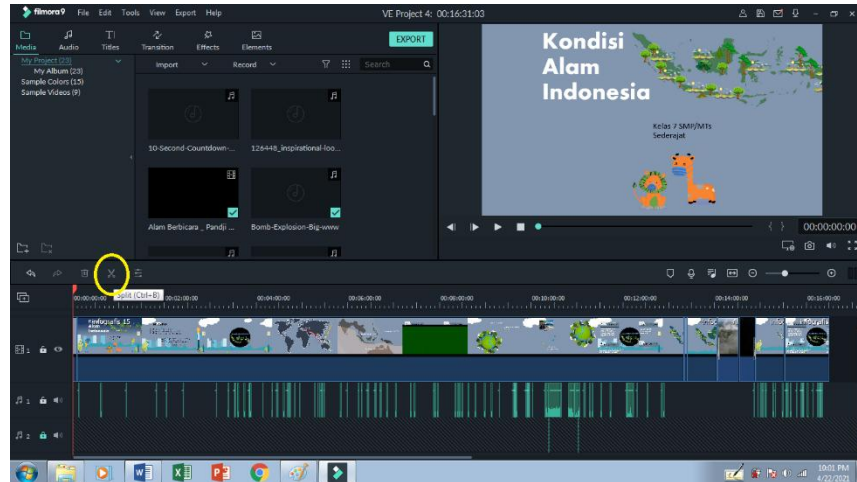 filmora9 File Edit Tools View Export Help VE Project 4: 00:16:31:03
Media Audio Titles Transition Effects Elements EXPORT
My Project (23)
My Album (23)
Sample Colors (15)
Sample Videos (9)
Import Record Search
10-Second-Countdown-...
126448_inspirational-loo...
Alam Berbicara _ Pandji ...
Bomb-Explosion-Big-www
Kondisi
Alam
Indonesia
Kelas 7 SMP/MTs
Sederajat
00:00:00:00
Split (Ctrl+B)
00:00:00:00 00:02:00:00 00:04:00:00 00:06:00:00 00:08:00:00 00:10:00:00 00:12:00:00 00:14:00:00 00:16:00:00
1
1
2
10:01 PM
4/22/2021